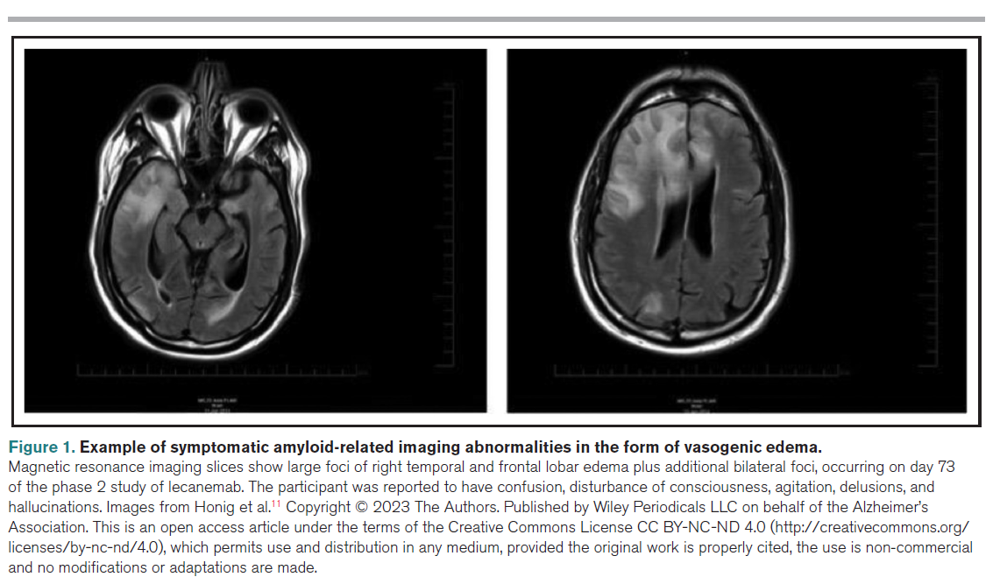 Figure 1. Example of symptomatic amyloid-related imaging abnormalities in the form of vasogenic edema.
Magnetic resonance imaging slices show large foci of right temporal and frontal lobar edema plus additional bilateral foci, occurring on day 73
of the phase 2 study of lecanemab. The participant was reported to have confusion, disturbance of consciousness, agitation, delusions, and
hallucinations. Images from Honig et al.11 Copyright © 2023 The Authors. Published by Wiley Periodicals LLC on behalf of the Alzheimer’s
Association. This is an open access article under the terms of the Creative Commons License CC BY-NC-ND 4.0 (http://creativecommons.org/
licenses/by-nc-nd/4.0), which permits use and distribution in any medium, provided the original work is properly cited, the use is non-commercial
and no modifications or adaptations are made.